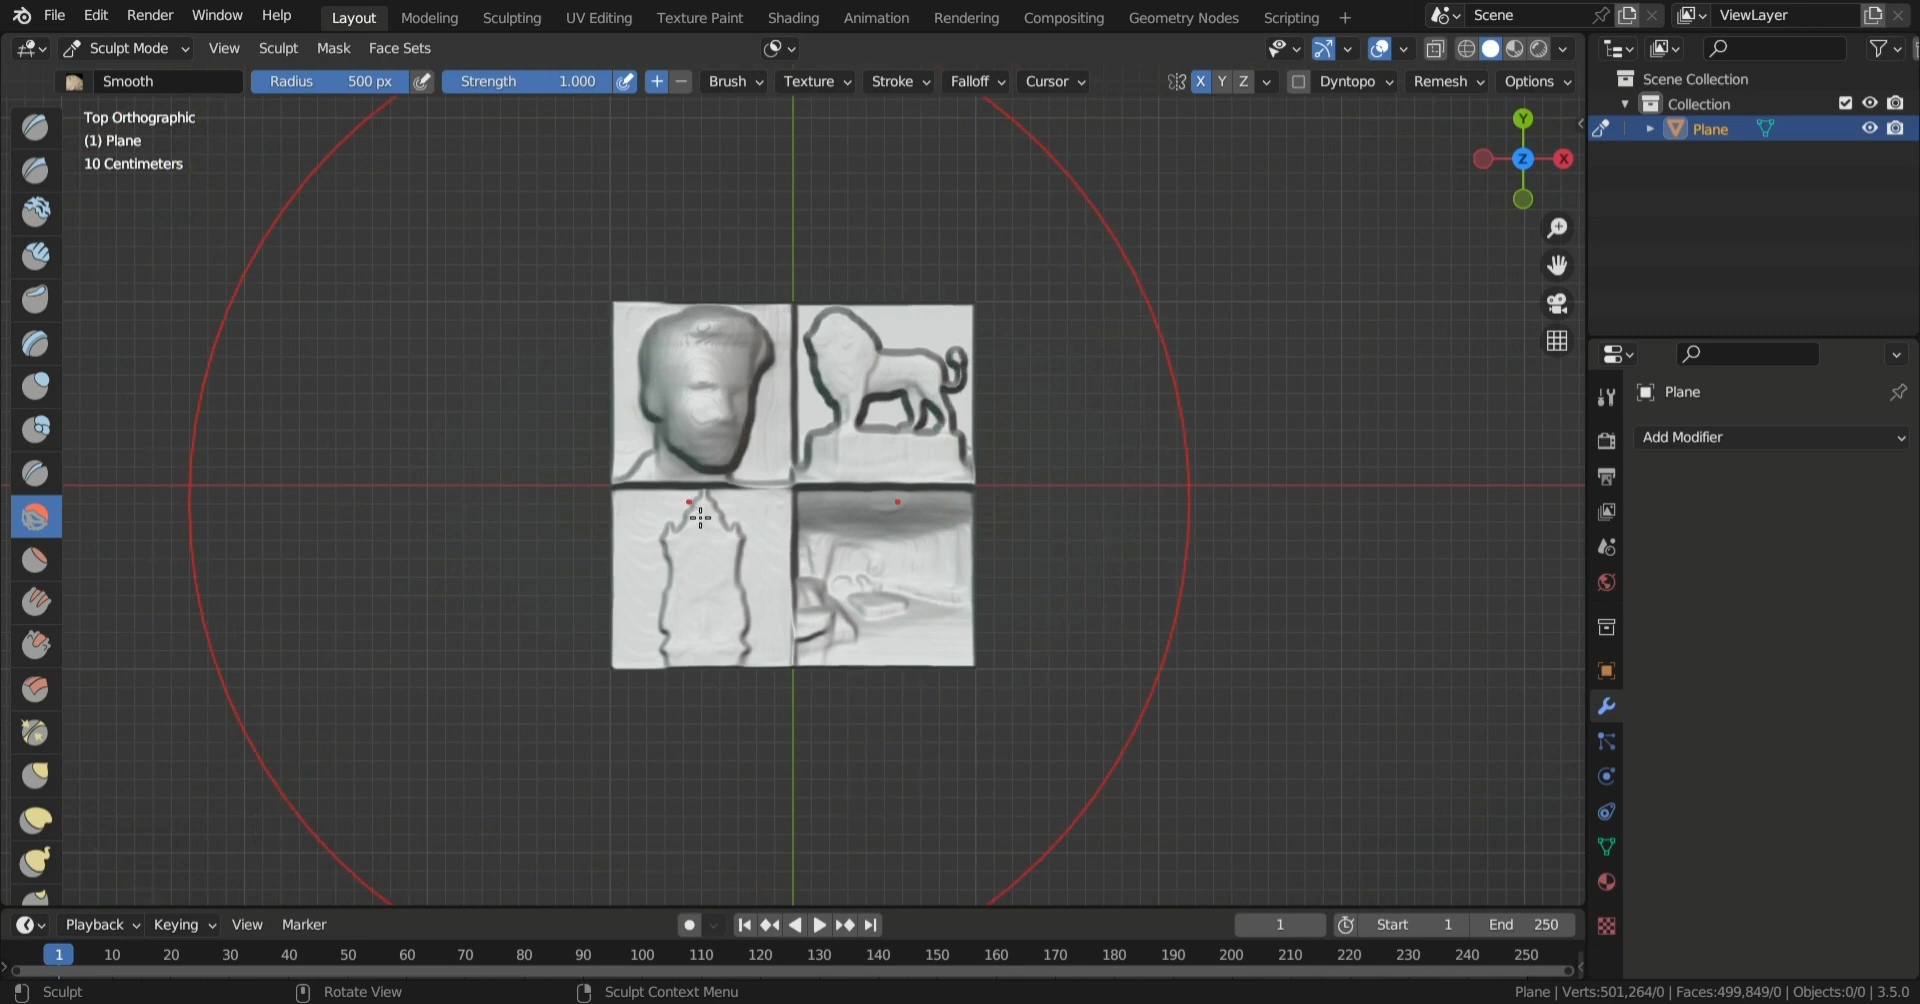 File Edit Render Window Help Layout Modeling Sculpting UV Editing Texture Paint Shading Animation Rendering Compositing Geometry Nodes Scripting + Scene ViewLayer
Sculpt Mode View Sculpt Mask Face Sets
Smooth Radius 500 px Strength 1.000 + − Brush Texture Stroke Falloff Cursor X Y Z Dyntopo Remesh Options
Scene Collection
Collection
Plane
Top Orthographic
(1) Plane
10 Centimeters
Y
Z X
Plane
Add Modifier
Playback Keying View Marker 1 Start 1 End 250
1 10 20 30 40 50 60 70 80 90 100 110 120 130 140 150 160 170 180 190 200 210 220 230 240 250
Sculpt Rotate View Sculpt Context Menu Plane | Verts:501,264/0 | Faces:499,849/0 | Objects:0/0 | 3.5.0